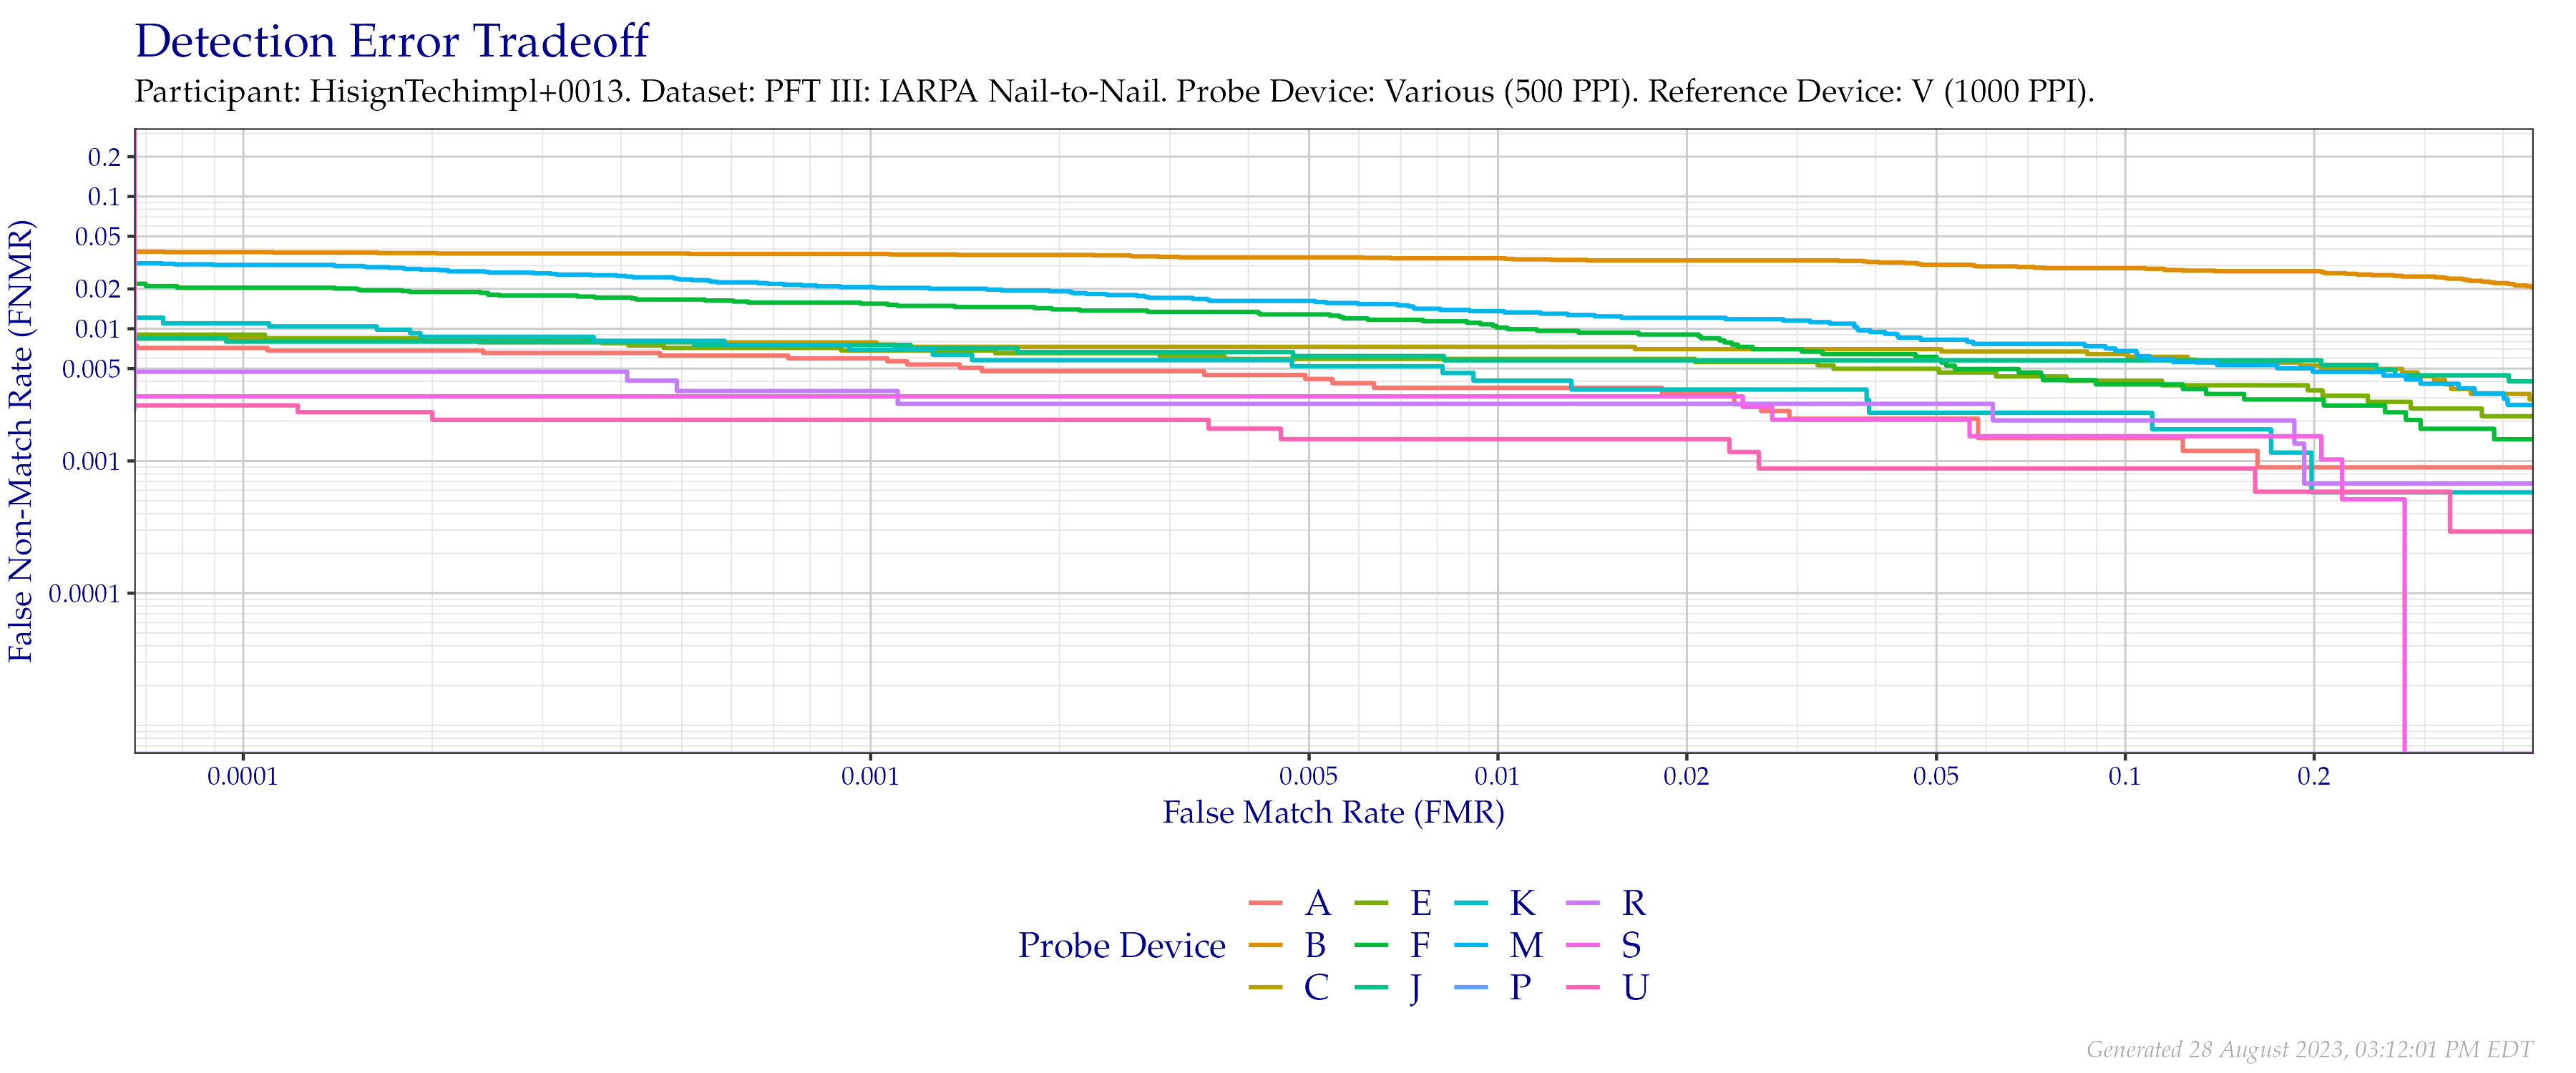 Detection Error Tradeoff
Participant: HisignTechimpl+0013. Dataset: PFT III: IARPA Nail-to-Nail. Probe Device: Various (500 PPI). Reference Device: V (1000 PPI).
False Non-Match Rate (FNMR)
0.2
0.1
0.05
0.02
0.01
0.005
0.001
0.0001
0.0001 0.001 0.005 0.01 0.02 0.05 0.1 0.2
False Match Rate (FMR)
A E K R
Probe Device B F M S
C J P U
Generated 28 August 2023, 03:12:01 PM EDT